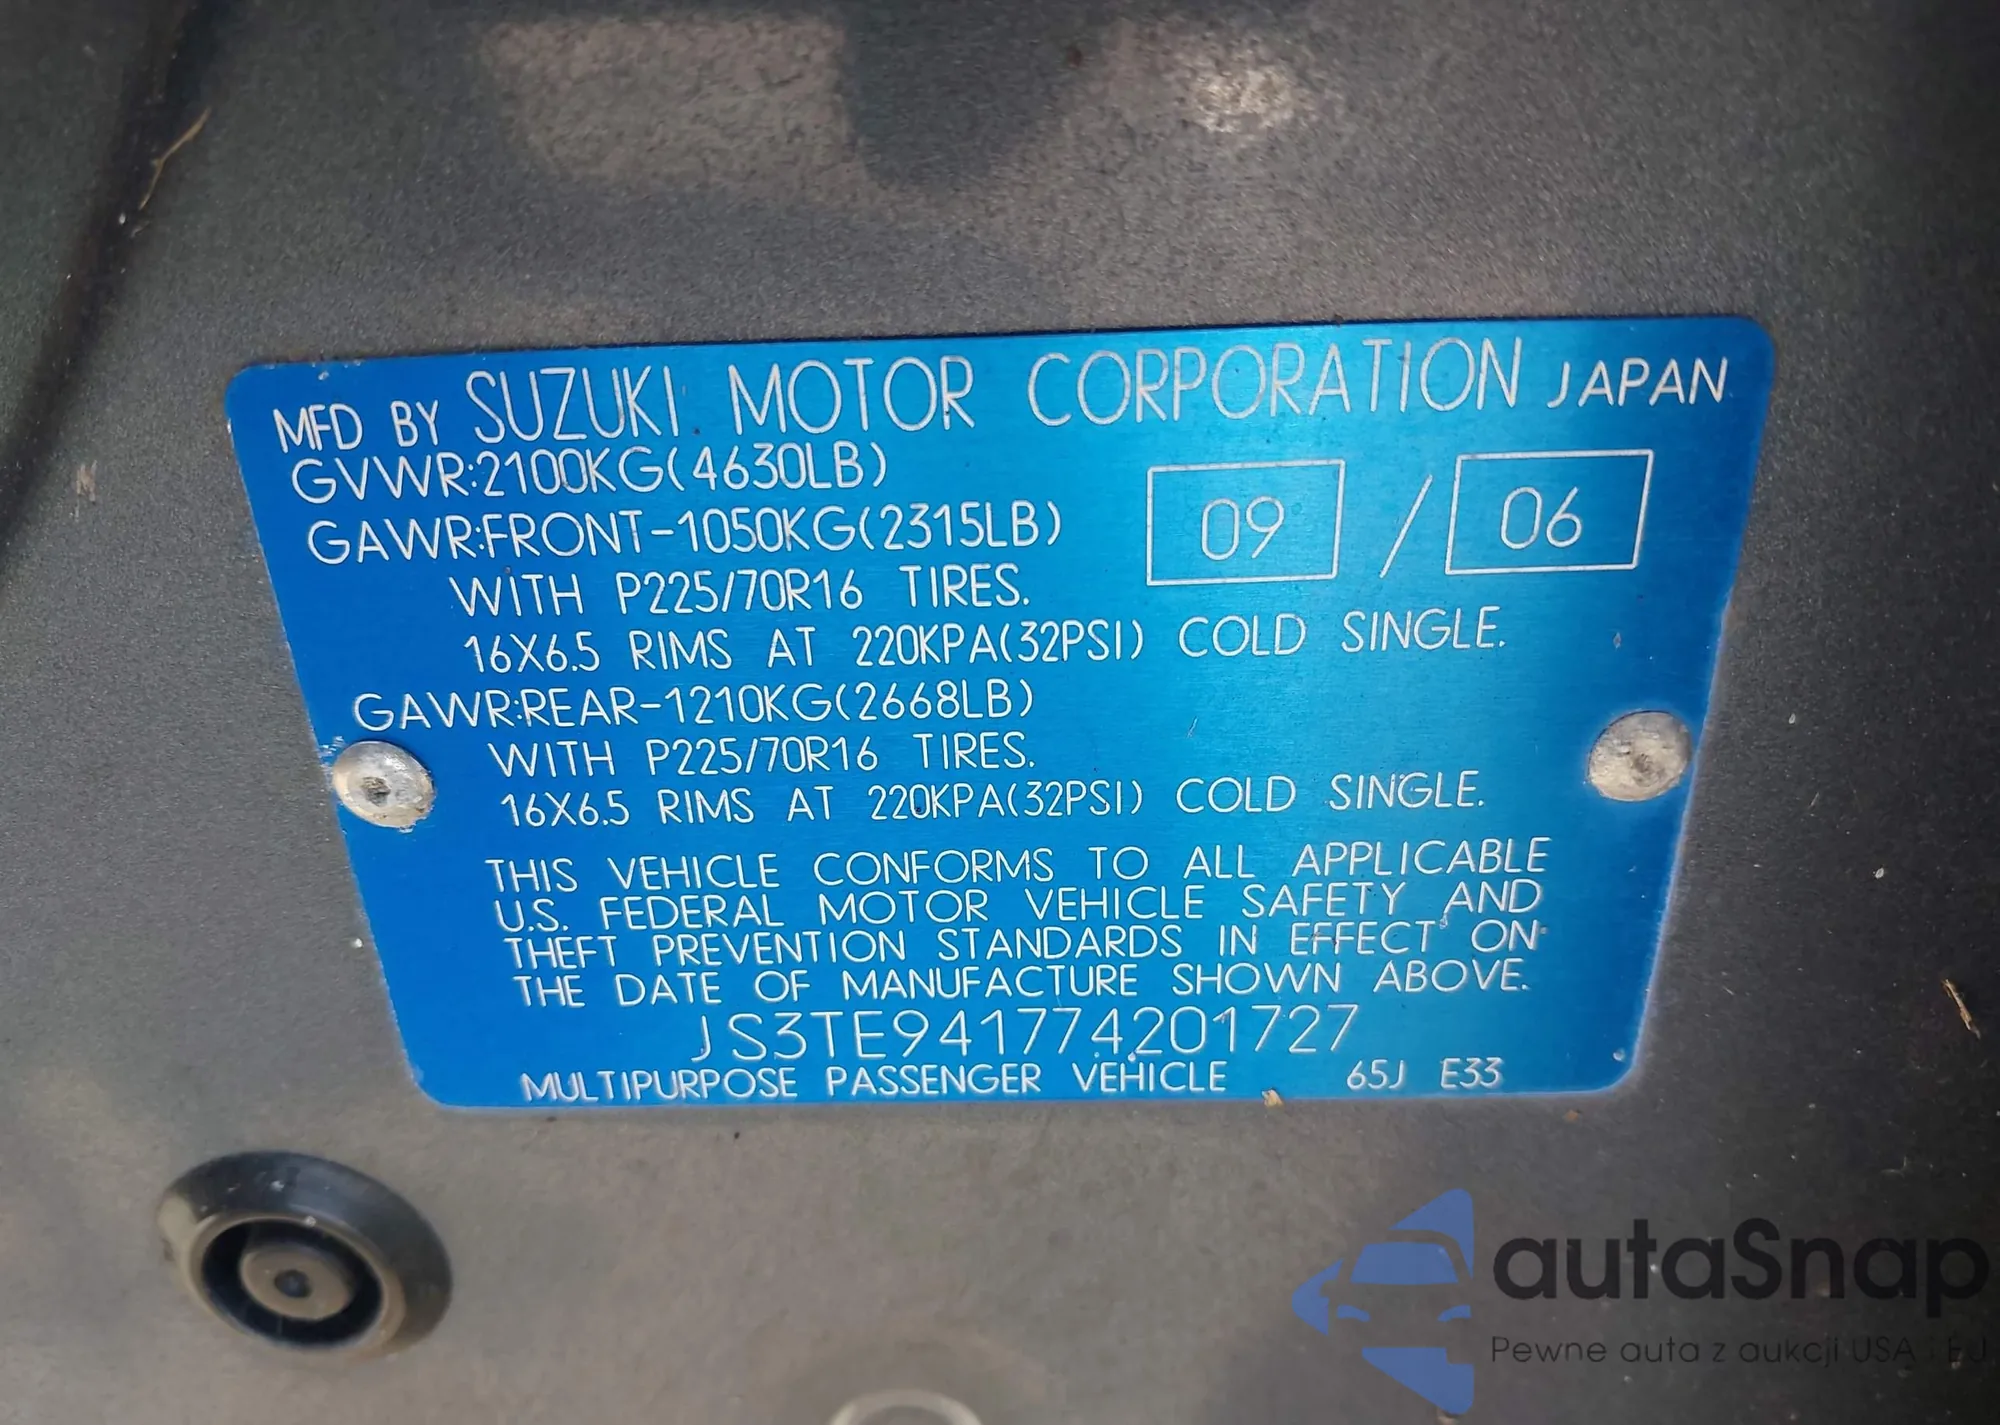 MFD BY SUZUKI MOTOR CORPORATION JAPAN
GVWR:2100KG(4630LB)
09 / 06
GAWR:FRONT-1050KG(2315LB)
WITH P225/70R16 TIRES.
16X6.5 RIMS AT 220KPA(32PSI) COLD SINGLE.
GAWR:REAR-1210KG(2668LB)
WITH P225/70R16 TIRES.
16X6.5 RIMS AT 220KPA(32PSI) COLD SINGLE.
THIS VEHICLE CONFORMS TO ALL APPLICABLE
U.S. FEDERAL MOTOR VEHICLE SAFETY AND
THEFT PREVENTION STANDARDS IN EFFECT ON
THE DATE OF MANUFACTURE SHOWN ABOVE.
JS3TE941774201727
MULTIPURPOSE PASSENGER VEHICLE 65J E33
autaSnap
Pewne auta z aukcji USA i EU